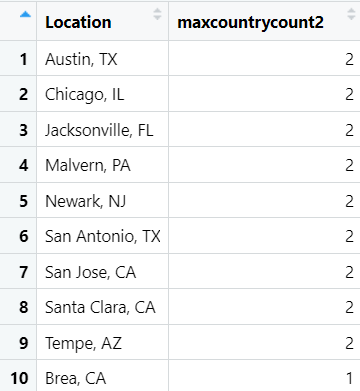 Location maxcountrycount2
1 Austin, TX 2
2 Chicago, IL 2
3 Jacksonville, FL 2
4 Malvern, PA 2
5 Newark, NJ 2
6 San Antonio, TX 2
7 San Jose, CA 2
8 Santa Clara, CA 2
9 Tempe, AZ 2
10 Brea, CA 1